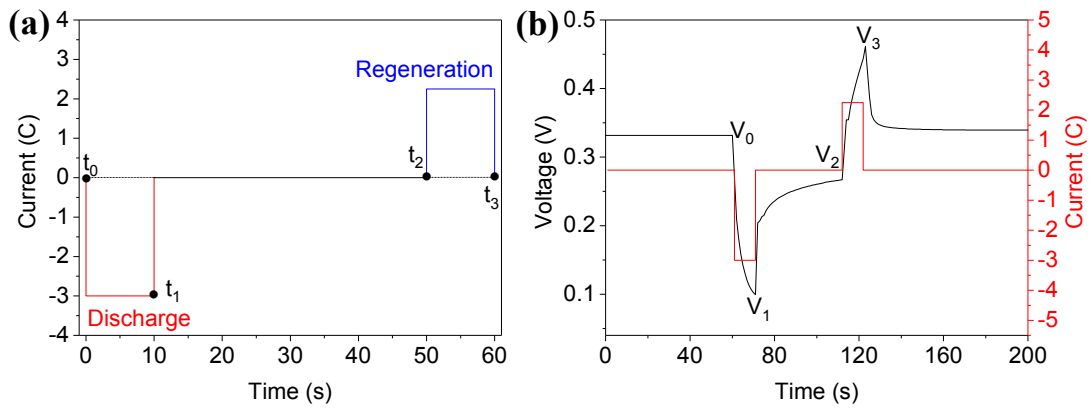 (a)
Current (C)
4
3
2
1
0
-1
-2
-3
-4
t0
t1
t2
t3
Regeneration
Discharge
0 10 20 30 40 50 60
Time (s)
(b)
Voltage (V)
0.5
0.4
0.3
0.2
0.1
V0
V1
V2
V3
5
4
3
2
1
0
-1
-2
-3
-4
-5
Current (C)
0 40 80 120 160 200
Time (s)